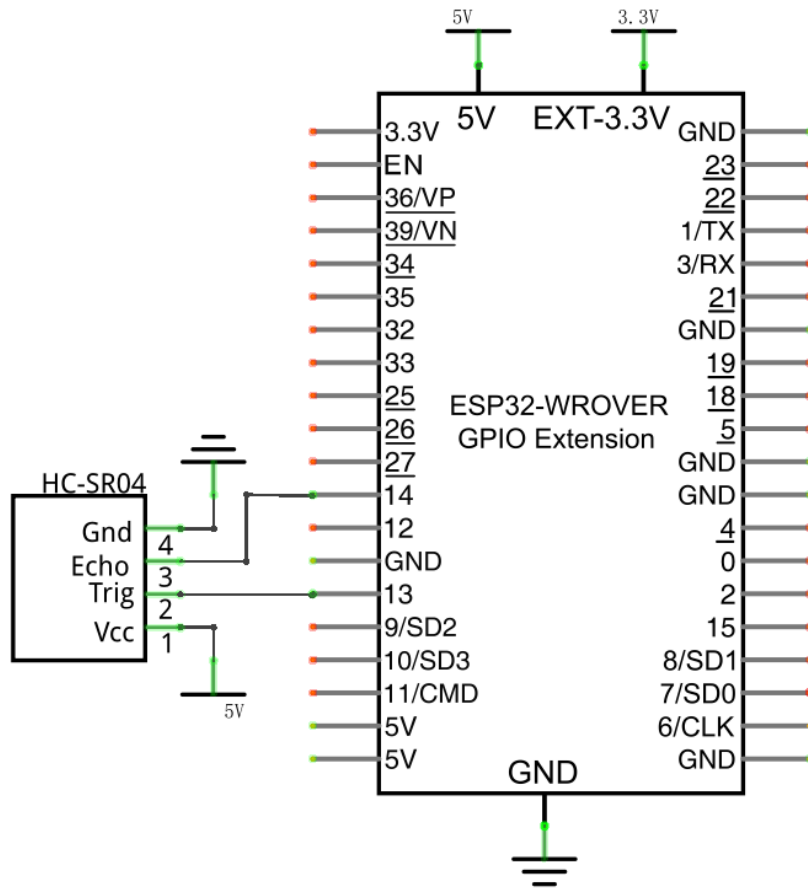 5V
3.3V
5V
EXT-3.3V
3.3V
EN
36/VP
39/VN
34
35
32
33
25
26
27
14
12
GND
13
9/SD2
10/SD3
11/CMD
5V
5V
GND
23
22
1/TX
3/RX
21
GND
19
18
5
GND
GND
4
0
2
15
8/SD1
7/SD0
6/CLK
GND
ESP32-WROVER
GPIO Extension
GND
HC-SR04
Gnd
4
Echo
3
Trig
2
Vcc
1
5V